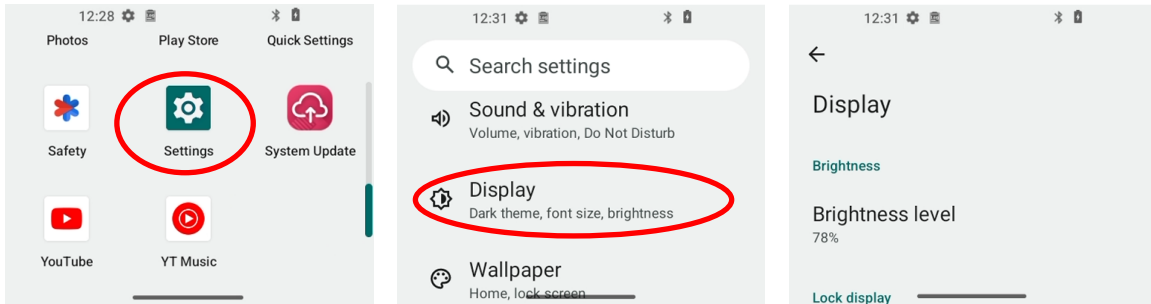 12:28
Photos Play Store Quick Settings
Safety Settings System Update
YouTube YT Music
12:31
Search settings
Sound & vibration
Volume, vibration, Do Not Disturb
Display
Dark theme, font size, brightness
Wallpaper
Home, lock screen
12:31
Display
Brightness
Brightness level
78%
Lock display